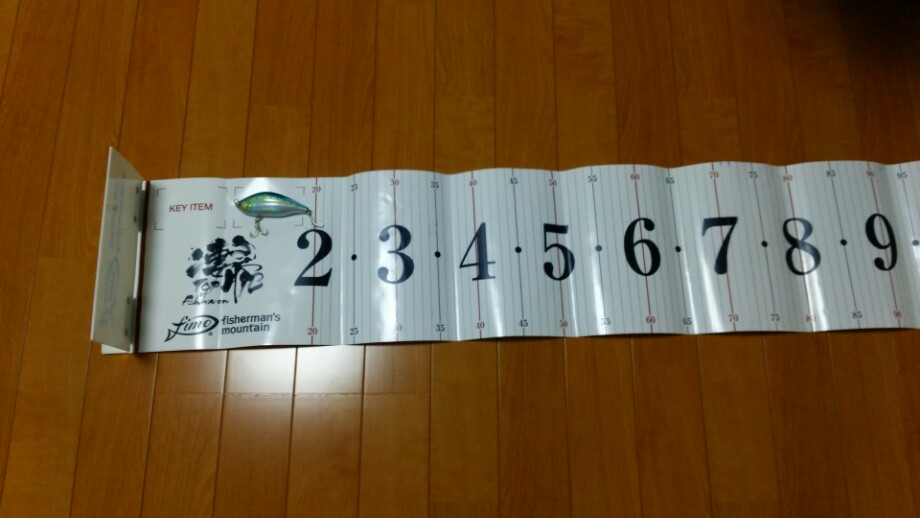 KEY ITEM
20 25 30 35 40 45 50 55 60 65 70 75 80 85 90 95
2 · 3 · 4 · 5 · 6 · 7 · 8 · 9 ·
fimo fisherman's
mountain
20 25 30 35 40 45 50 55 60 65 70 75 80 85 90